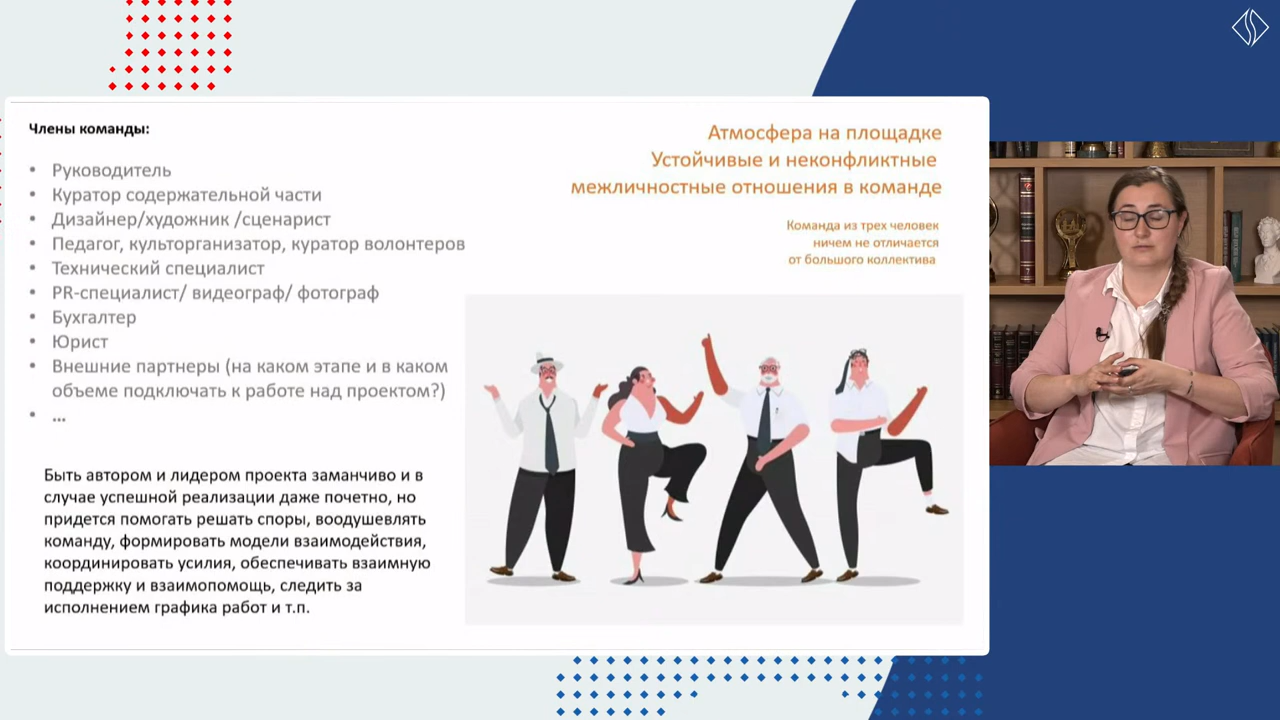 Члены команды:
• Руководитель
• Куратор содержательной части
• Дизайнер/художник /сценарист
• Педагог, культорганизатор, куратор волонтеров
• Технический специалист
• PR-специалист/ видеограф/ фотограф
• Бухгалтер
• Юрист
• Внешние партнеры (на каком этапе и в каком
объеме подключать к работе над проектом?)
• ...
Быть автором и лидером проекта заманчиво и в
случае успешной реализации даже почетно, но
придется помогать решать споры, воодушевлять
команду, формировать модели взаимодействия,
координировать усилия, обеспечивать взаимную
поддержку и взаимопомощь, следить за
исполнением графика работ и т.п.
Атмосфера на площадке
Устойчивые и неконфликтные
межличностные отношения в команде
Команда из трех человек
ничем не отличается
от большого коллектива